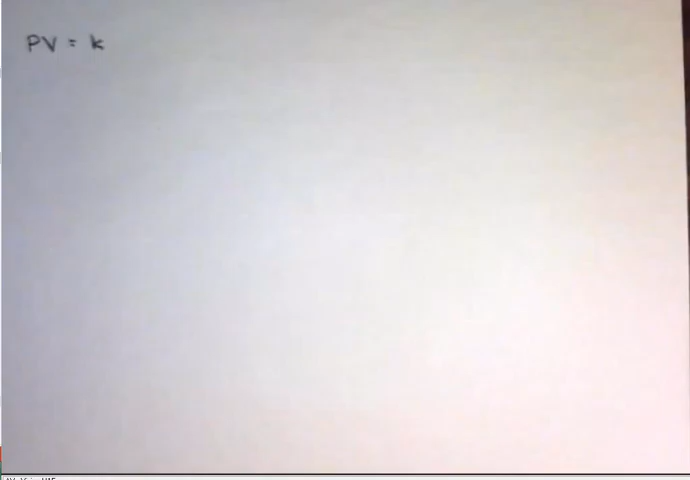 PV = k